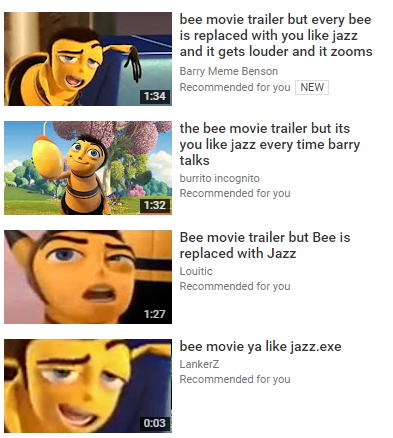 bee movie trailer but every bee
is replaced with you like jazz
and it gets louder and it zooms
Barry Meme Benson
Recommended for you NEW
1:34
the bee movie trailer but its
you like jazz every time barry
talks
burrito incognito
Recommended for you
1:32
Bee movie trailer but Bee is
replaced with Jazz
Louitic
Recommended for you
1:27
bee movie ya like jazz.exe
LankerZ
Recommended for you
0:03